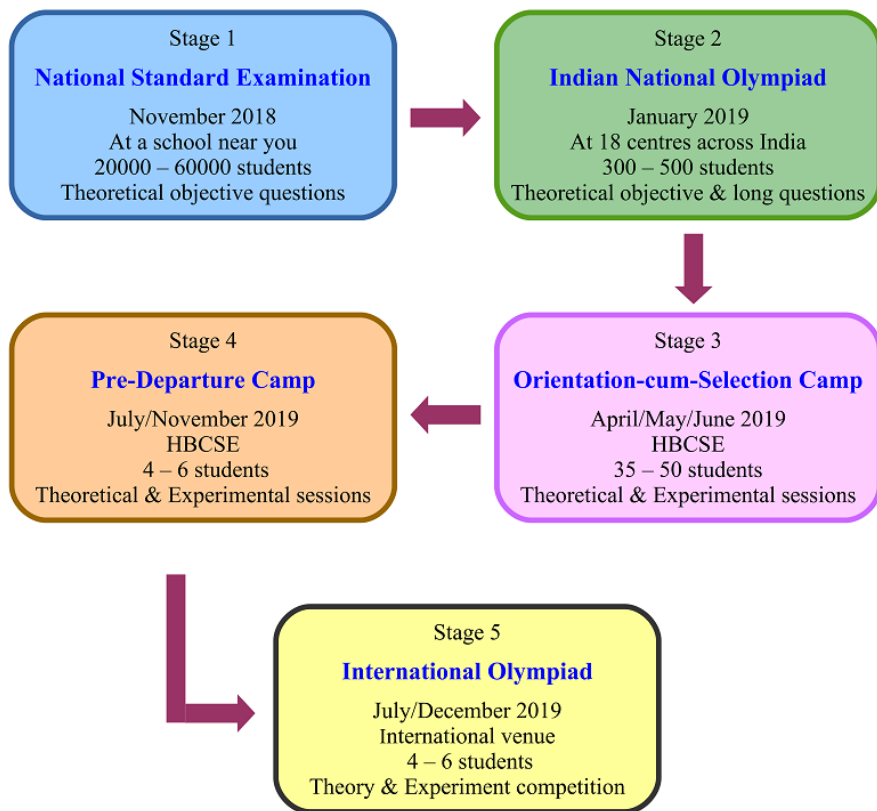 Stage 1
National Standard Examination
November 2018
At a school near you
20000 – 60000 students
Theoretical objective questions
Stage 2
Indian National Olympiad
January 2019
At 18 centres across India
300 – 500 students
Theoretical objective & long questions
Stage 3
Orientation-cum-Selection Camp
April/May/June 2019
HBCSE
35 – 50 students
Theoretical & Experimental sessions
Stage 4
Pre-Departure Camp
July/November 2019
HBCSE
4 – 6 students
Theoretical & Experimental sessions
Stage 5
International Olympiad
July/December 2019
International venue
4 – 6 students
Theory & Experiment competition